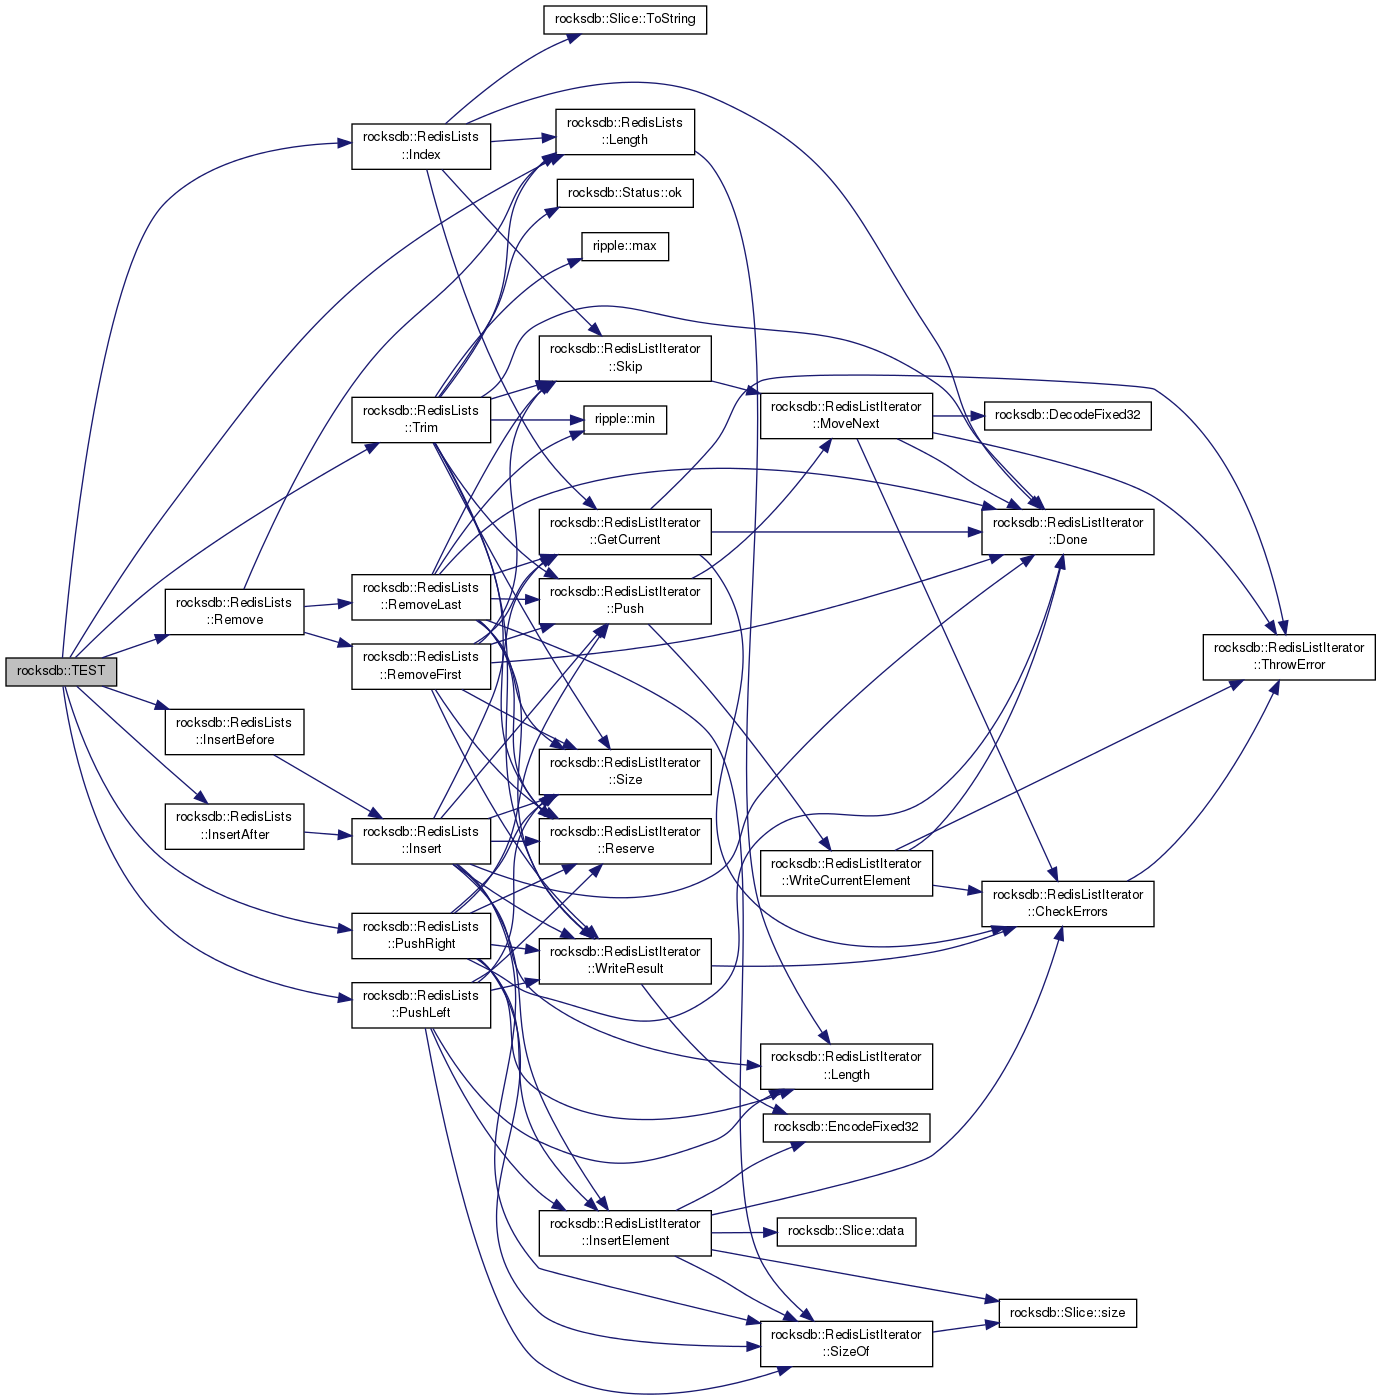 rocksdb::Slice::ToString
rocksdb::RedisLists
::Index
rocksdb::RedisLists
::Length
rocksdb::Status::ok
ripple::max
rocksdb::RedisListIterator
::Skip
rocksdb::RedisLists
::Trim
ripple::min
rocksdb::RedisListIterator
::MoveNext
rocksdb::DecodeFixed32
rocksdb::RedisListIterator
::GetCurrent
rocksdb::RedisListIterator
::Done
rocksdb::RedisLists
::Remove
rocksdb::RedisLists
::RemoveLast
rocksdb::RedisListIterator
::Push
rocksdb::TEST
rocksdb::RedisLists
::RemoveFirst
rocksdb::RedisListIterator
::ThrowError
rocksdb::RedisLists
::InsertBefore
rocksdb::RedisListIterator
::Size
rocksdb::RedisLists
::InsertAfter
rocksdb::RedisLists
::Insert
rocksdb::RedisListIterator
::Reserve
rocksdb::RedisListIterator
::WriteCurrentElement
rocksdb::RedisListIterator
::CheckErrors
rocksdb::RedisLists
::PushRight
rocksdb::RedisListIterator
::WriteResult
rocksdb::RedisLists
::PushLeft
rocksdb::RedisListIterator
::Length
rocksdb::EncodeFixed32
rocksdb::RedisListIterator
::InsertElement
rocksdb::Slice::data
rocksdb::Slice::size
rocksdb::RedisListIterator
::SizeOf